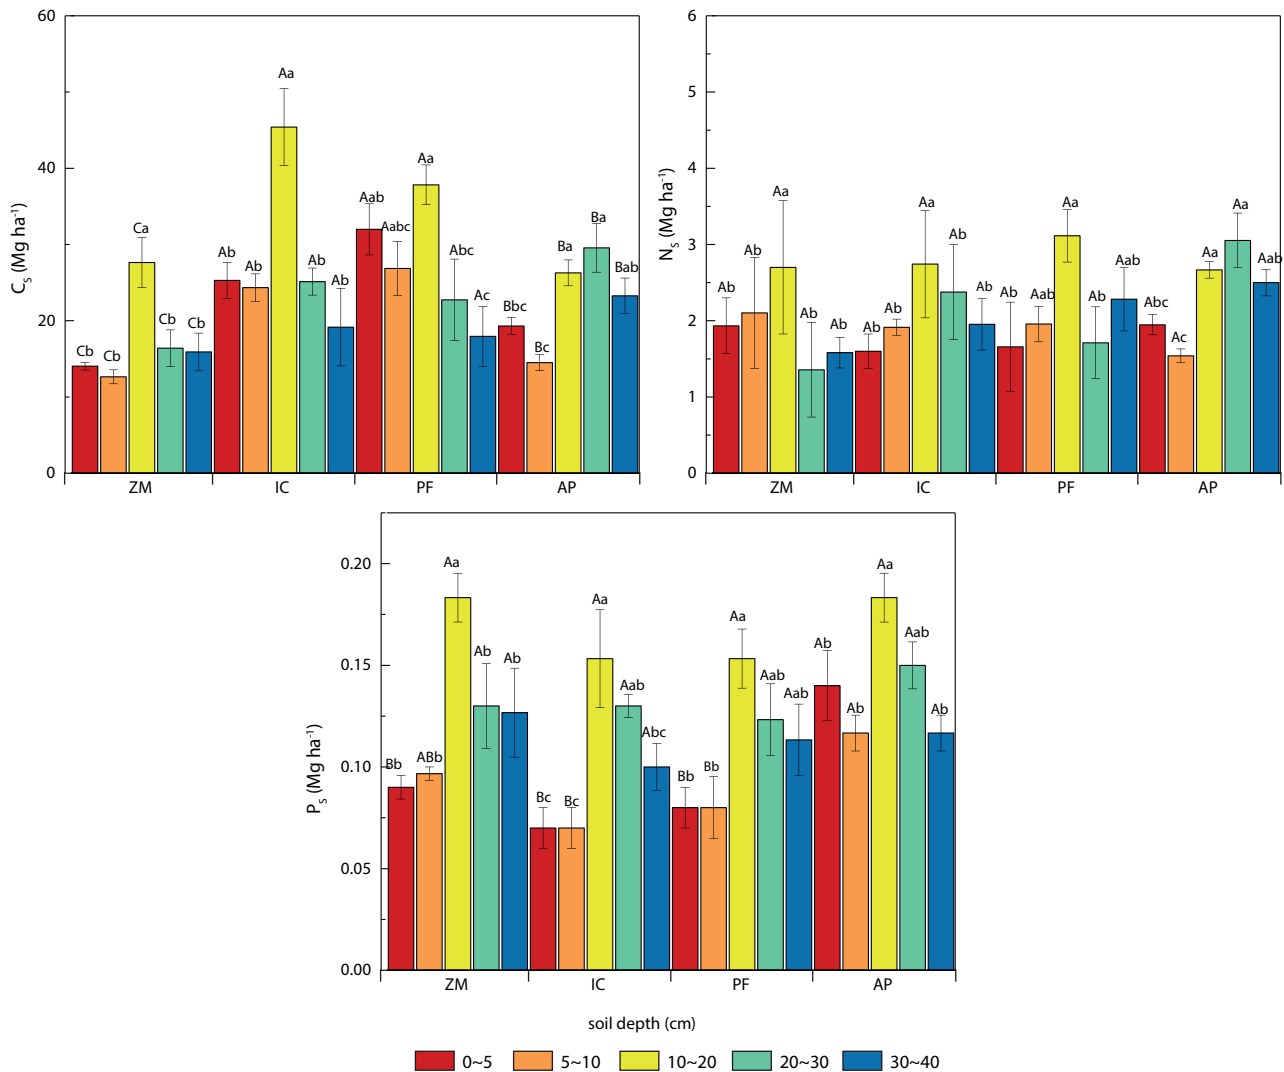 60
40
20
0
C_S (Mg ha⁻¹)
Cb
Cb
Ca
Cb
Cb
Ab
Ab
Aa
Ab
Ab
Aab
Aabc
Aa
Abc
Ac
Bbc
Bc
Ba
Ba
Bab
ZM IC PF AP
6
5
4
3
2
1
0
N_S (Mg ha⁻¹)
Ab
Ab
Aa
Ab
Ab
Ab
Ab
Aa
Ab
Ab
Ab
Aab
Aa
Ab
Aab
Abc
Ac
Aa
Aa
Aab
ZM IC PF AP
0.20
0.15
0.10
0.05
0.00
P_S (Mg ha⁻¹)
Bb
ABb
Aa
Ab
Ab
Bc
Bc
Aa
Aab
Abc
Bb
Bb
Aa
Aab
Aab
Ab
Ab
Aa
Aab
Ab
ZM IC PF AP
soil depth (cm)
0~5 5~10 10~20 20~30 30~40